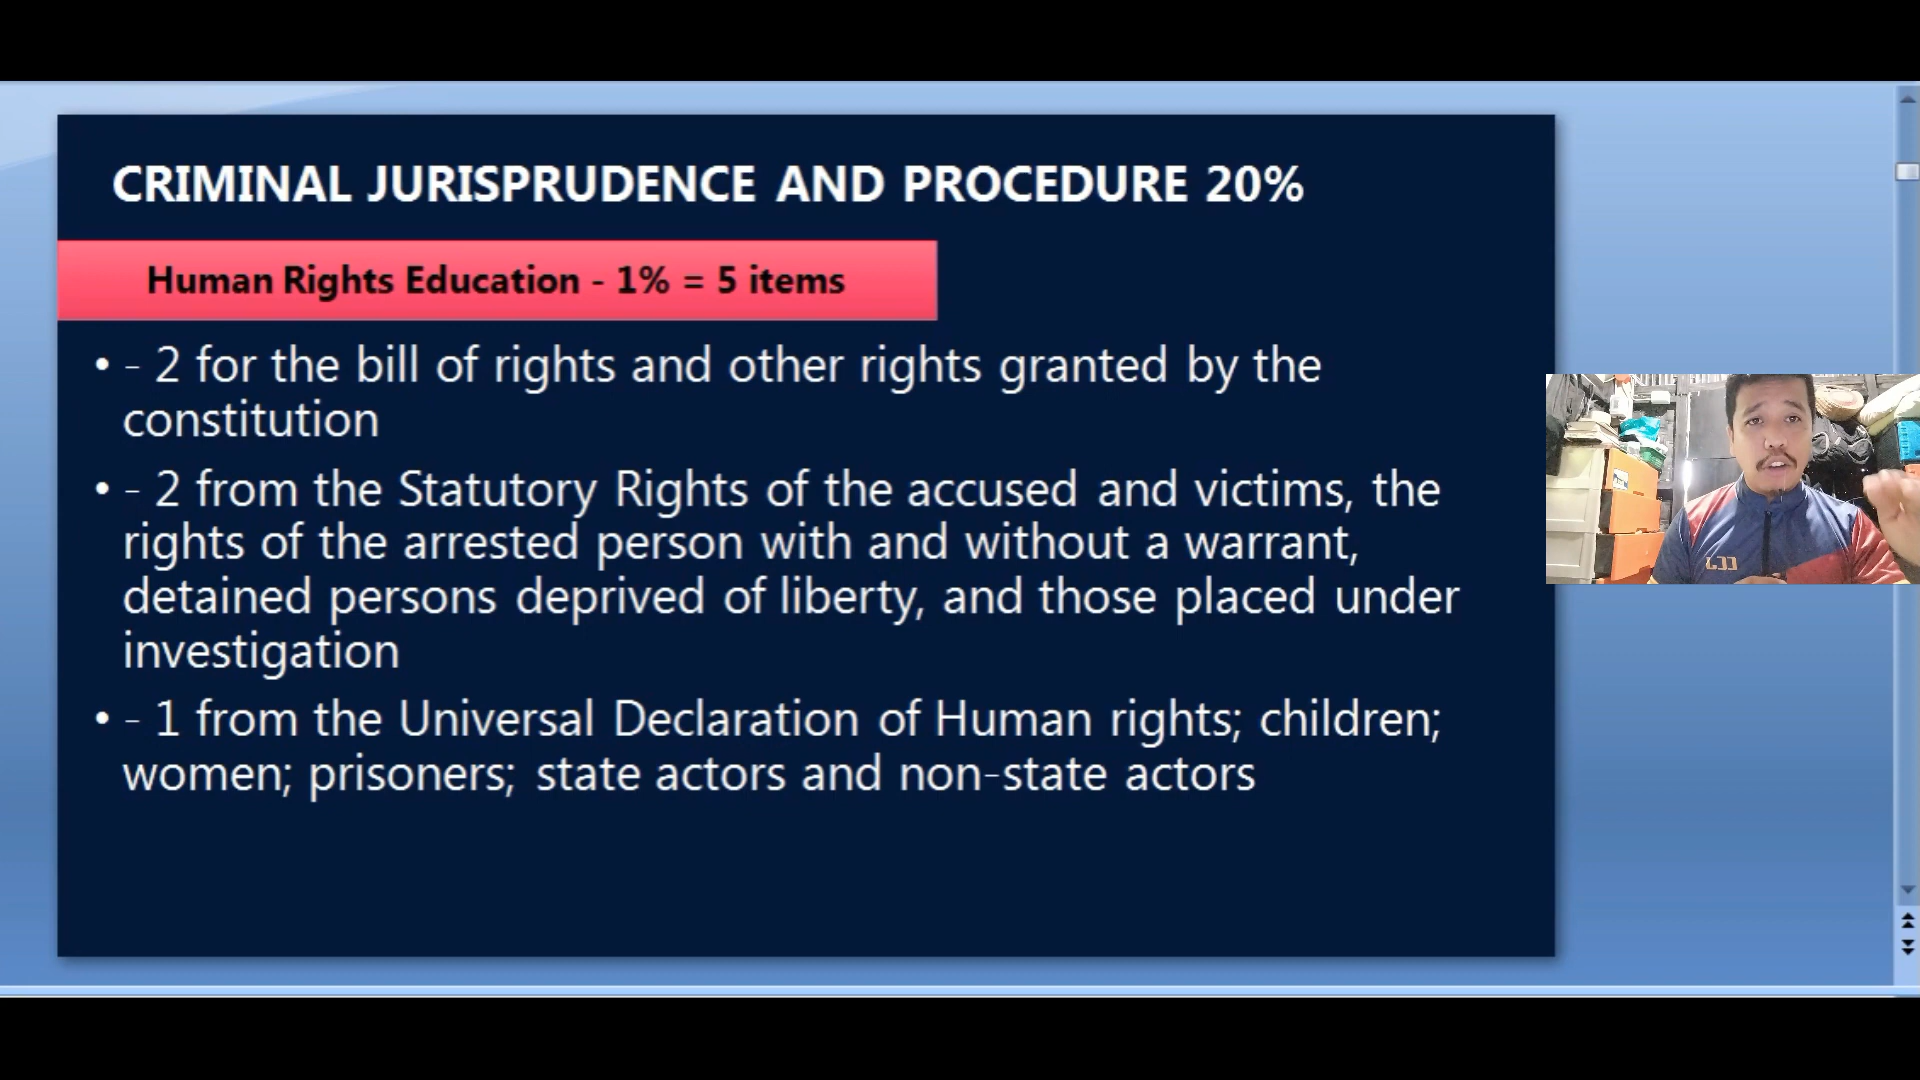 CRIMINAL JURISPRUDENCE AND PROCEDURE 20%
Human Rights Education - 1% = 5 items
• - 2 for the bill of rights and other rights granted by the
constitution
• - 2 from the Statutory Rights of the accused and victims, the
rights of the arrested person with and without a warrant,
detained persons deprived of liberty, and those placed under
investigation
• - 1 from the Universal Declaration of Human rights; children;
women; prisoners; state actors and non-state actors